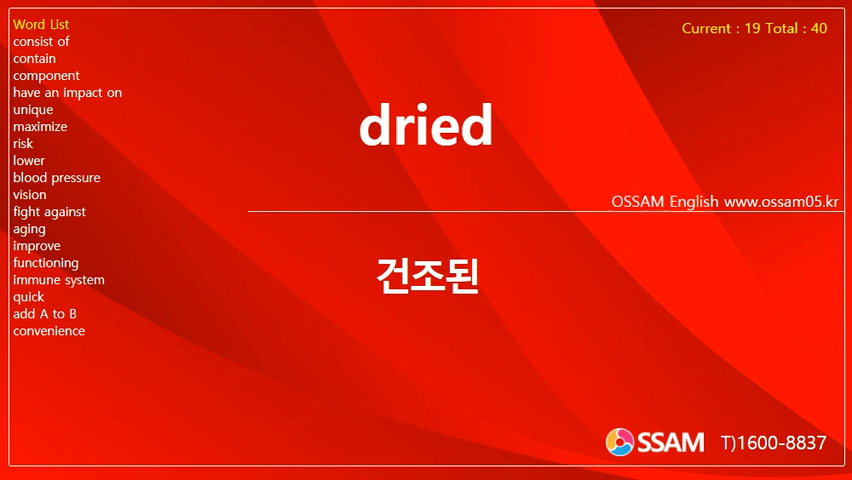 Word List
consist of
contain
component
have an impact on
unique
maximize
risk
lower
blood pressure
vision
fight against
aging
improve
functioning
immune system
quick
add A to B
convenience
Current : 19 Total : 40
dried
OSSAM English www.ossam05.kr
건조된
OSSAM T)1600-8837